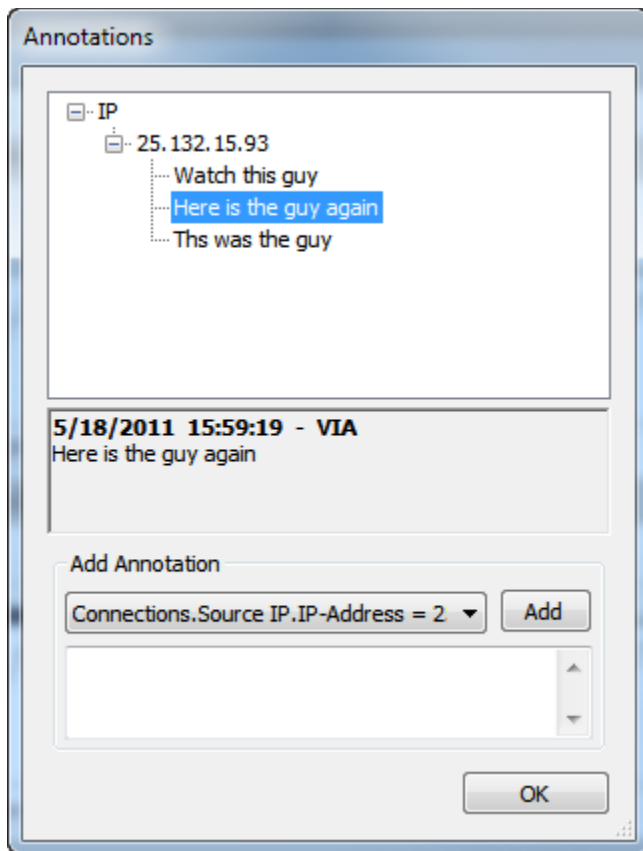 Annotations
IP
25.132.15.93
Watch this guy
Here is the guy again
Ths was the guy
5/18/2011 15:59:19 - VIA
Here is the guy again
Add Annotation
Connections.Source IP.IP-Address = 2
Add
OK